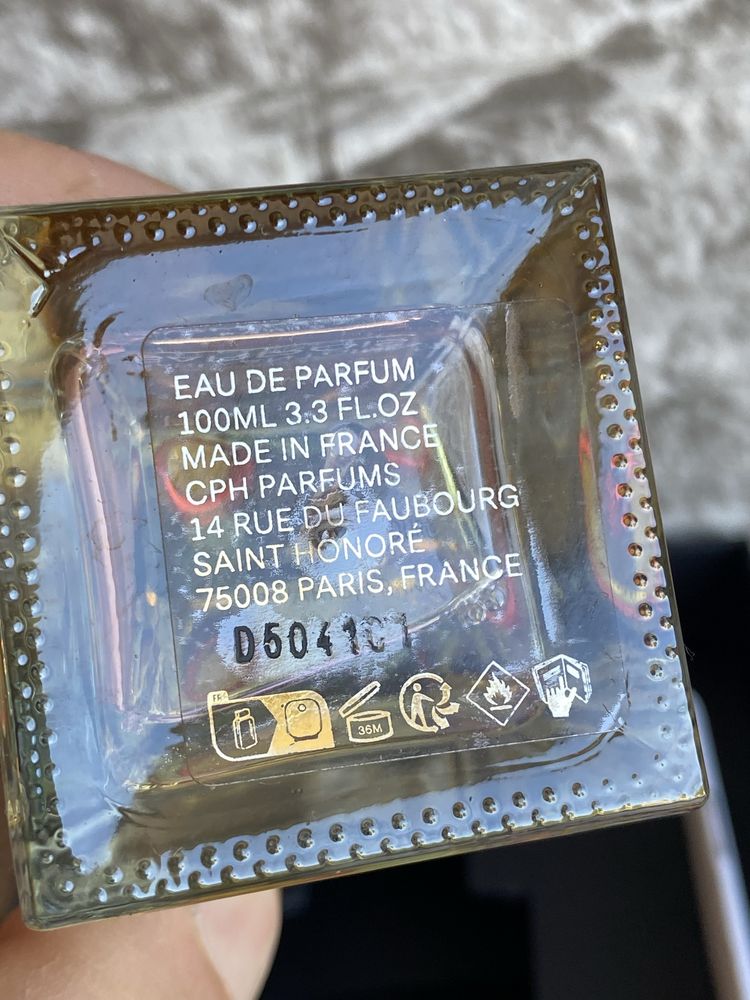 EAU DE PARFUM
100ML 3.3 FL.OZ
MADE IN FRANCE
CPH PARFUMS
14 RUE DU FAUBOURG
SAINT HONORÉ
75008 PARIS, FRANCE
FR
36M